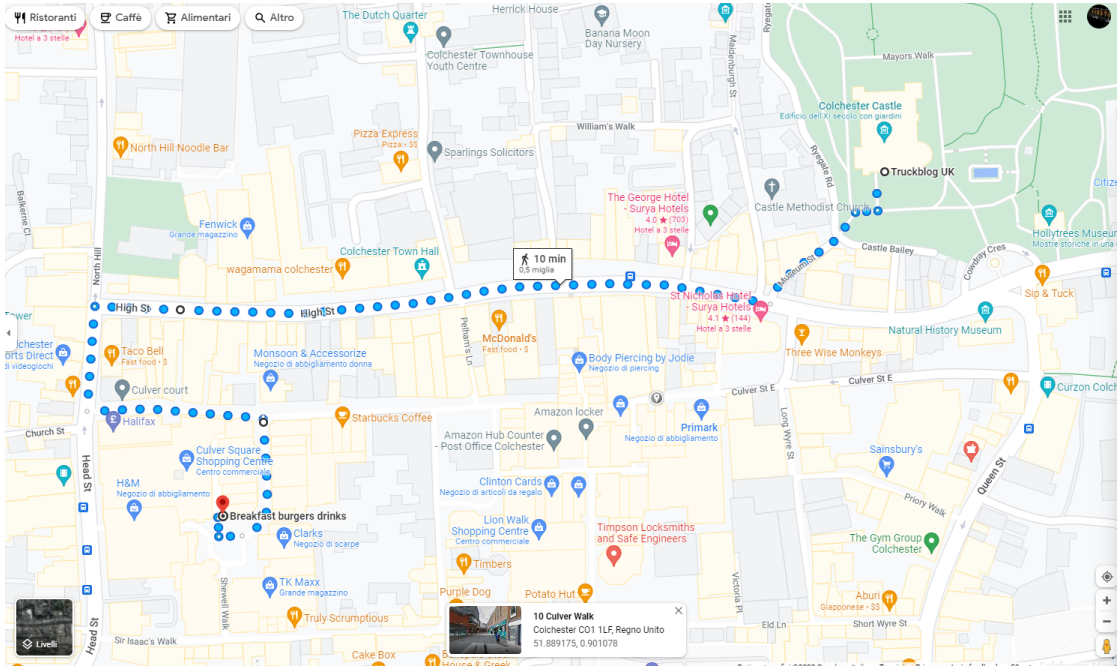 Ristoranti
Caffè
Alimentari
Altro
Hotel a 3 stelle
The Dutch Quarter
Herrick House
Colchester Townhouse
Youth Centre
Banana Moon
Day Nursery
Maidenburgh St
Mayors Walk
Colchester Castle
Edificio dell'XI secolo con giardini
William's Walk
Pizza Express
Pizza • $$
North Hill Noodle Bar
Sparlings Solicitors
Ryegate Rd
Truckblog UK
Castle Methodist Church
The George Hotel
- Surya Hotels
4.0 ★ (703)
Hotel a 3 stelle
Balkerne Cl
Fenwick
Grande magazzino
Hollytrees Museum
Mostre storiche in una
Castle Bailey
Cowdray Cres
North Hill
Colchester Town Hall
wagamama colchester
10 min
0,5 miglia
Museum St
Sip & Tuck
High St
High St
St Nicholas Hotel
- Surya Hotels
4.1 ★ (144)
Hotel a 3 stelle
Natural History Museum
Tower
Pelham's Ln
McDonald's
Fast food • $
Three Wise Monkeys
Taco Bell
Fast food • $
Monsoon & Accessorize
Negozio di abbigliamento donna
Body Piercing by Jodie
Negozio di piercing
Culver court
Culver St E
Culver St E
Curzon Colch
Halifax
Starbucks Coffee
Amazon locker
Primark
Negozio di abbigliamento
Long Wyre St
Church St
Amazon Hub Counter
- Post Office Colchester
Sainsbury's
Culver Square
Shopping Centre
Centro commerciale
Head St
Queen St
H&M
Negozio di abbigliamento
Clinton Cards
Negozio di articoli da regalo
Priory Walk
Breakfast burgers drinks
Clarks
Negozio di scarpe
Lion Walk
Shopping Centre
Centro commerciale
Timpson Locksmiths
and Safe Engineers
The Gym Group
Colchester
Timbers
Shewell Walk
TK Maxx
Grande magazzino
Purple Dog
Potato Hut
Victoria Pl
Aburi
Giapponese • $$
Truly Scrumptious
10 Culver Walk
Colchester CO1 1LF, Regno Unito
51.889175, 0.901078
Eld Ln
Short Wyre St
Livelli
Head St
Sir Isaac's Walk
Cake Box
House & Greek